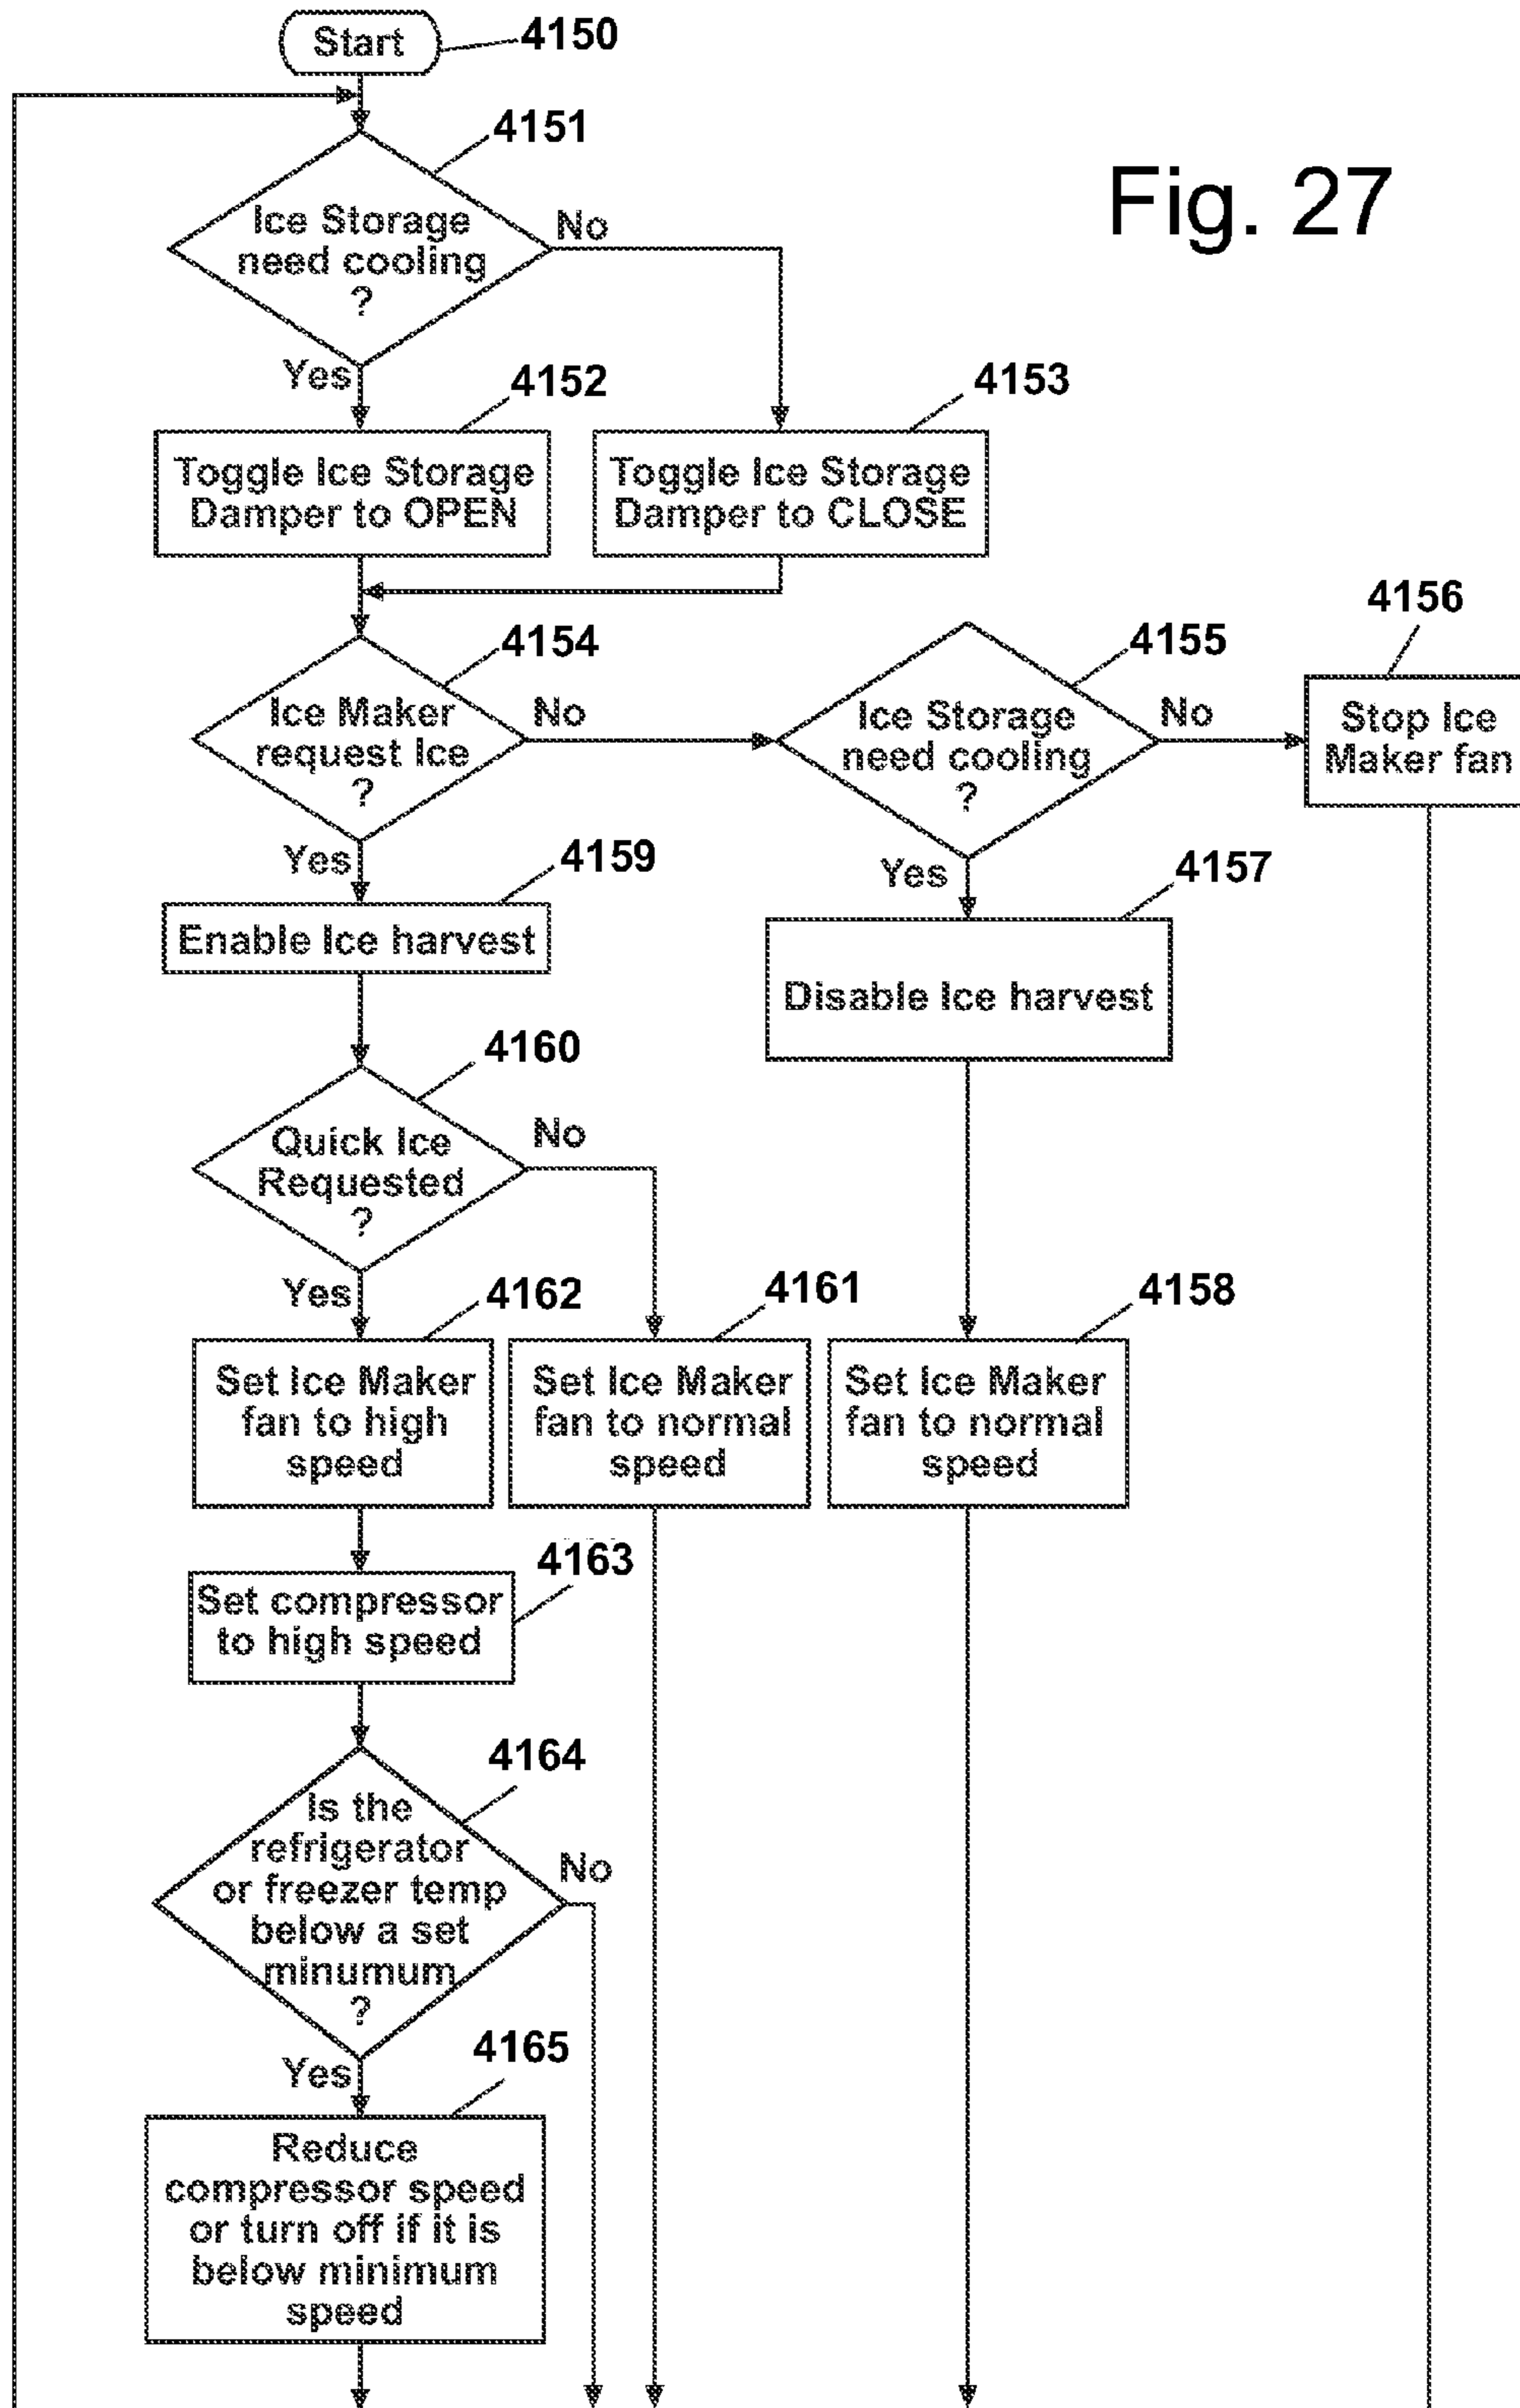 Start
4150
4151
Fig. 27
Ice Storage
need cooling
?
No
Yes
4152
4153
Toggle Ice Storage
Damper to OPEN
Toggle Ice Storage
Damper to CLOSE
4154
4155
4156
Ice Maker
request Ice
?
No
Ice Storage
need cooling
?
No
Stop Ice
Maker fan
Yes
4159
Yes
4157
Enable Ice harvest
Disable Ice harvest
4160
Quick Ice
Requested
?
No
Yes
4162
4161
4158
Set Ice Maker
fan to high
speed
Set Ice Maker
fan to normal
speed
Set Ice Maker
fan to normal
speed
4163
Set compressor
to high speed
4164
Is the
refrigerator
or freezer temp
below a set
minumum
?
No
Yes
4165
Reduce
compressor speed
or turn off if it is
below minimum
speed